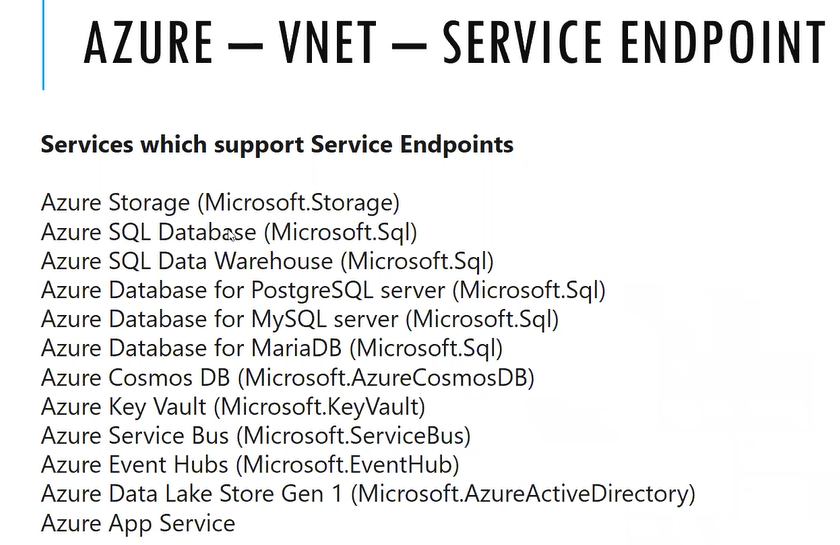 AZURE – VNET – SERVICE ENDPOINT
Services which support Service Endpoints
Azure Storage (Microsoft.Storage)
Azure SQL Database (Microsoft.Sql)
Azure SQL Data Warehouse (Microsoft.Sql)
Azure Database for PostgreSQL server (Microsoft.Sql)
Azure Database for MySQL server (Microsoft.Sql)
Azure Database for MariaDB (Microsoft.Sql)
Azure Cosmos DB (Microsoft.AzureCosmosDB)
Azure Key Vault (Microsoft.KeyVault)
Azure Service Bus (Microsoft.ServiceBus)
Azure Event Hubs (Microsoft.EventHub)
Azure Data Lake Store Gen 1 (Microsoft.AzureActiveDirectory)
Azure App Service